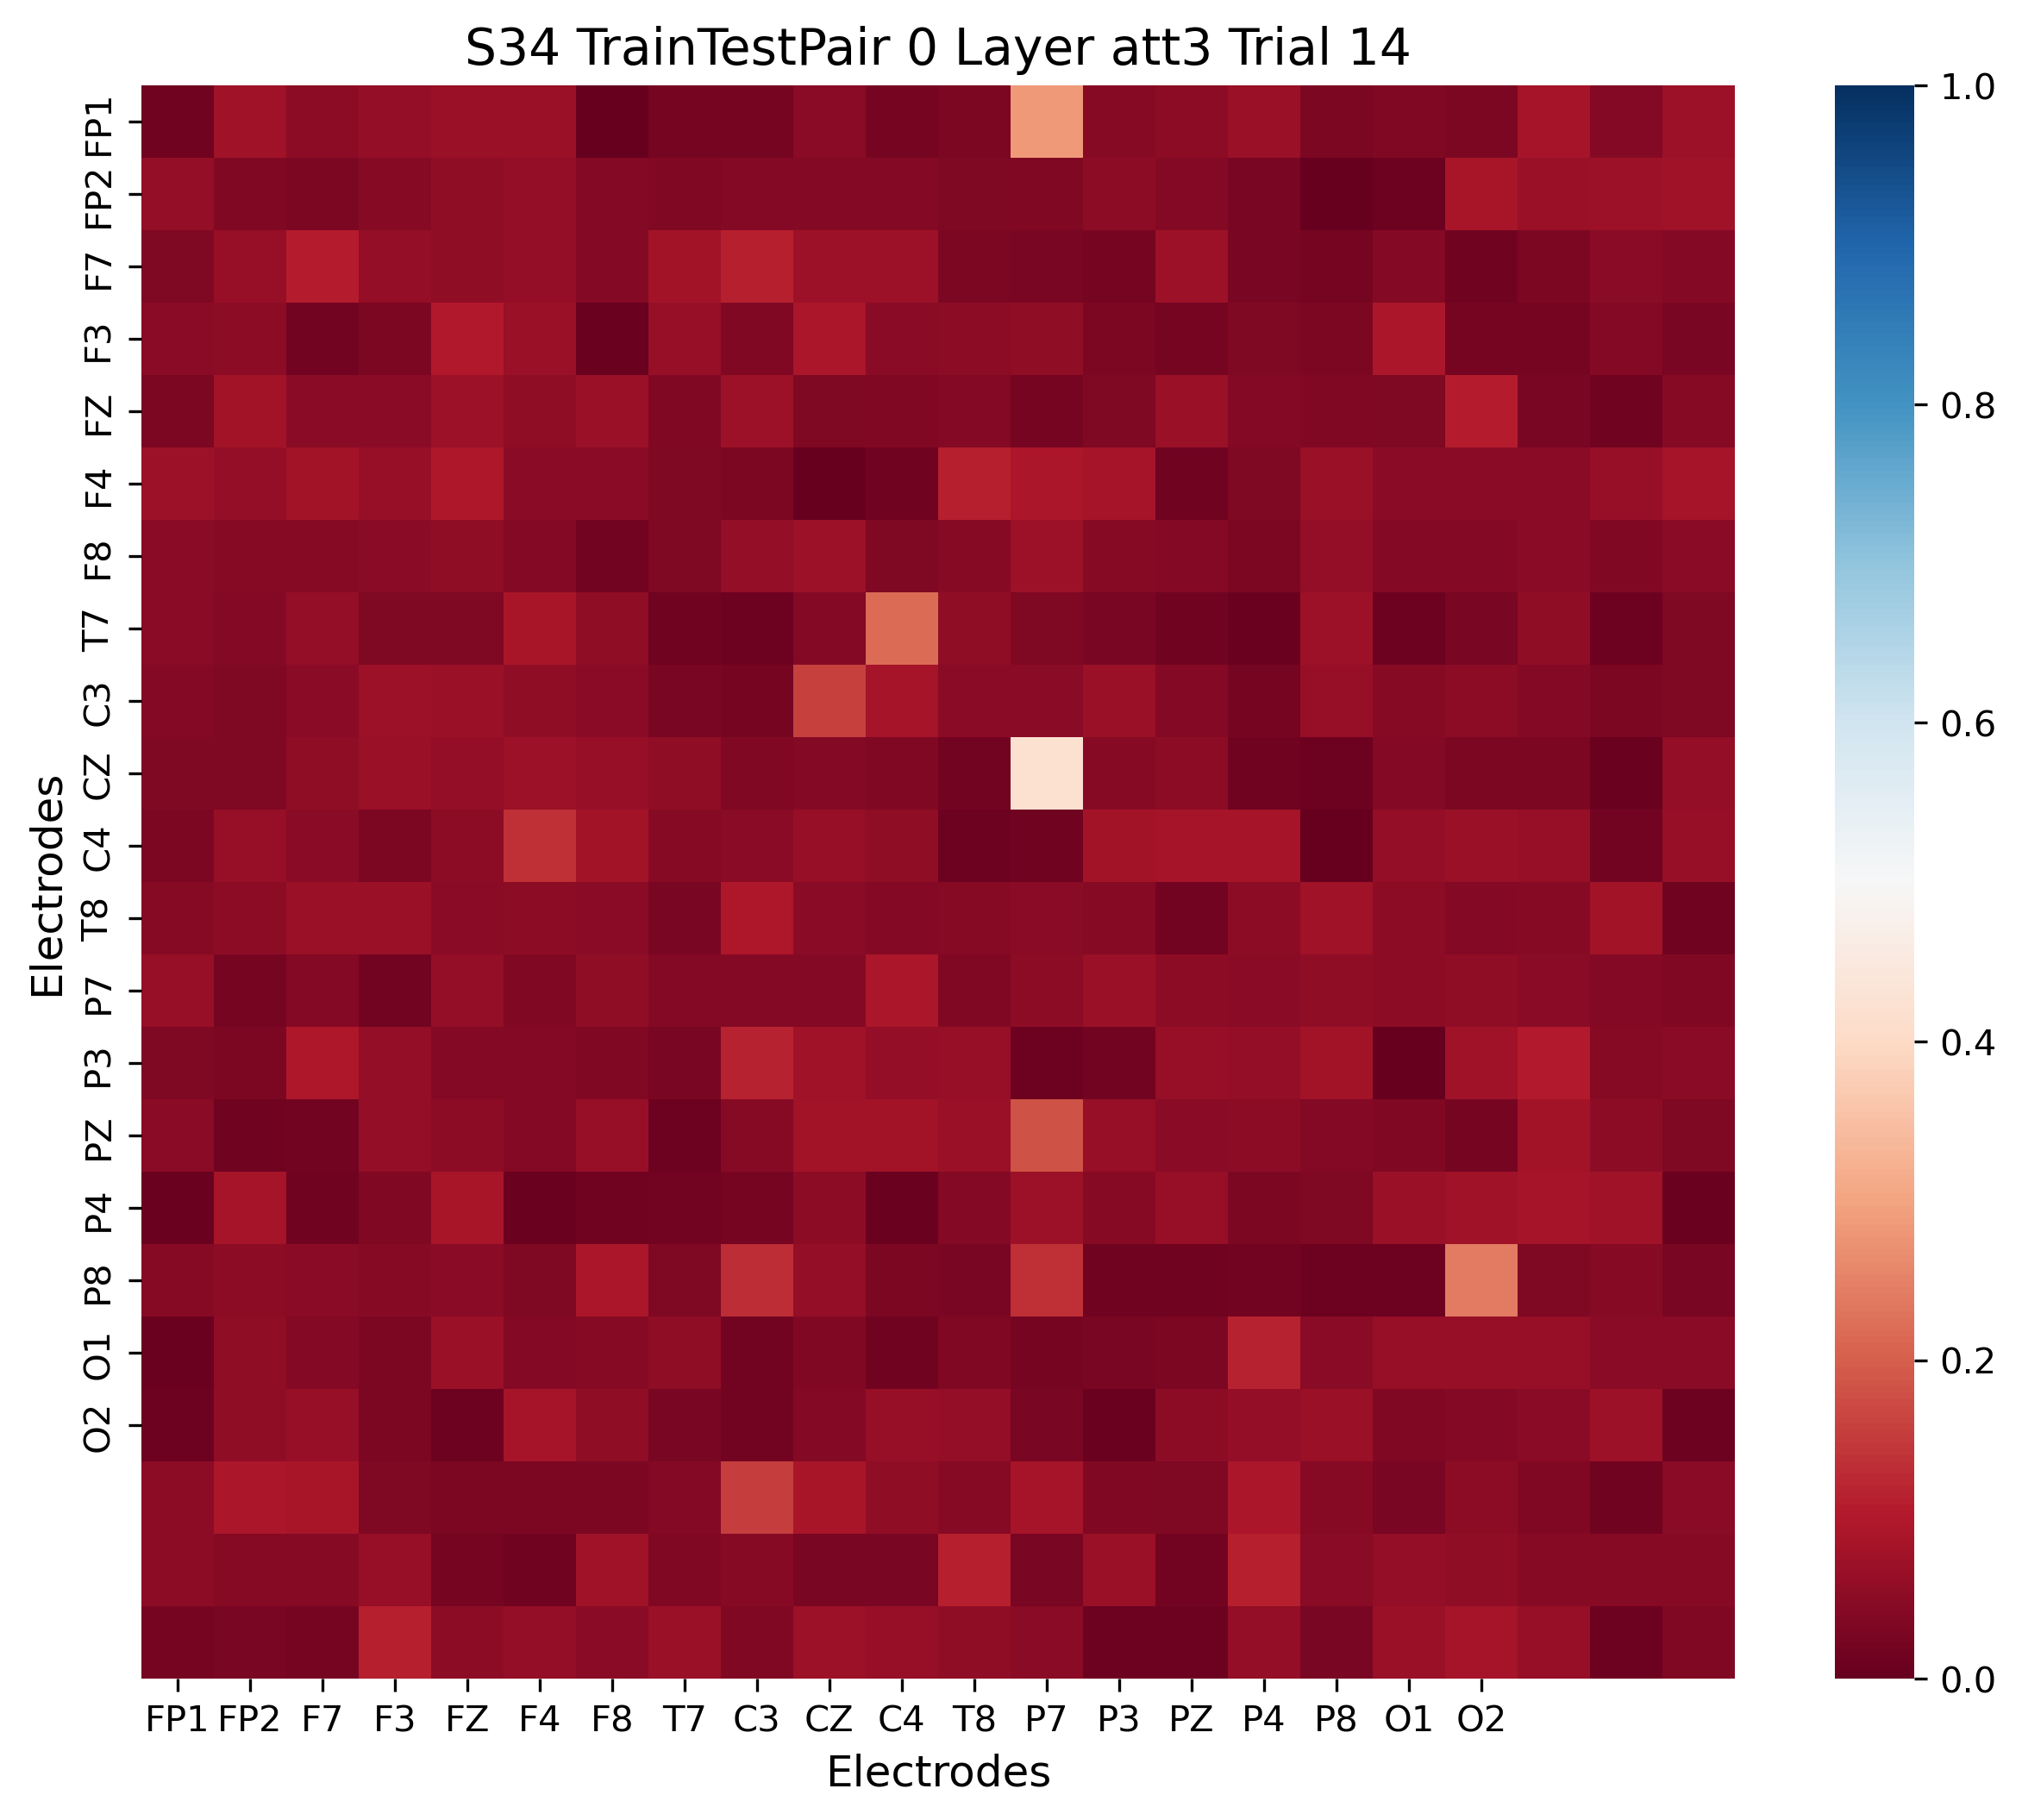 S34 TrainTestPair 0 Layer att3 Trial 14
Electrodes
FP1
FP2
F7
F3
FZ
F4
F8
T7
C3
CZ
C4
T8
P7
P3
PZ
P4
P8
O1
O2
FP1 FP2 F7 F3 FZ F4 F8 T7 C3 CZ C4 T8 P7 P3 PZ P4 P8 O1 O2
Electrodes
1.0
0.8
0.6
0.4
0.2
0.0